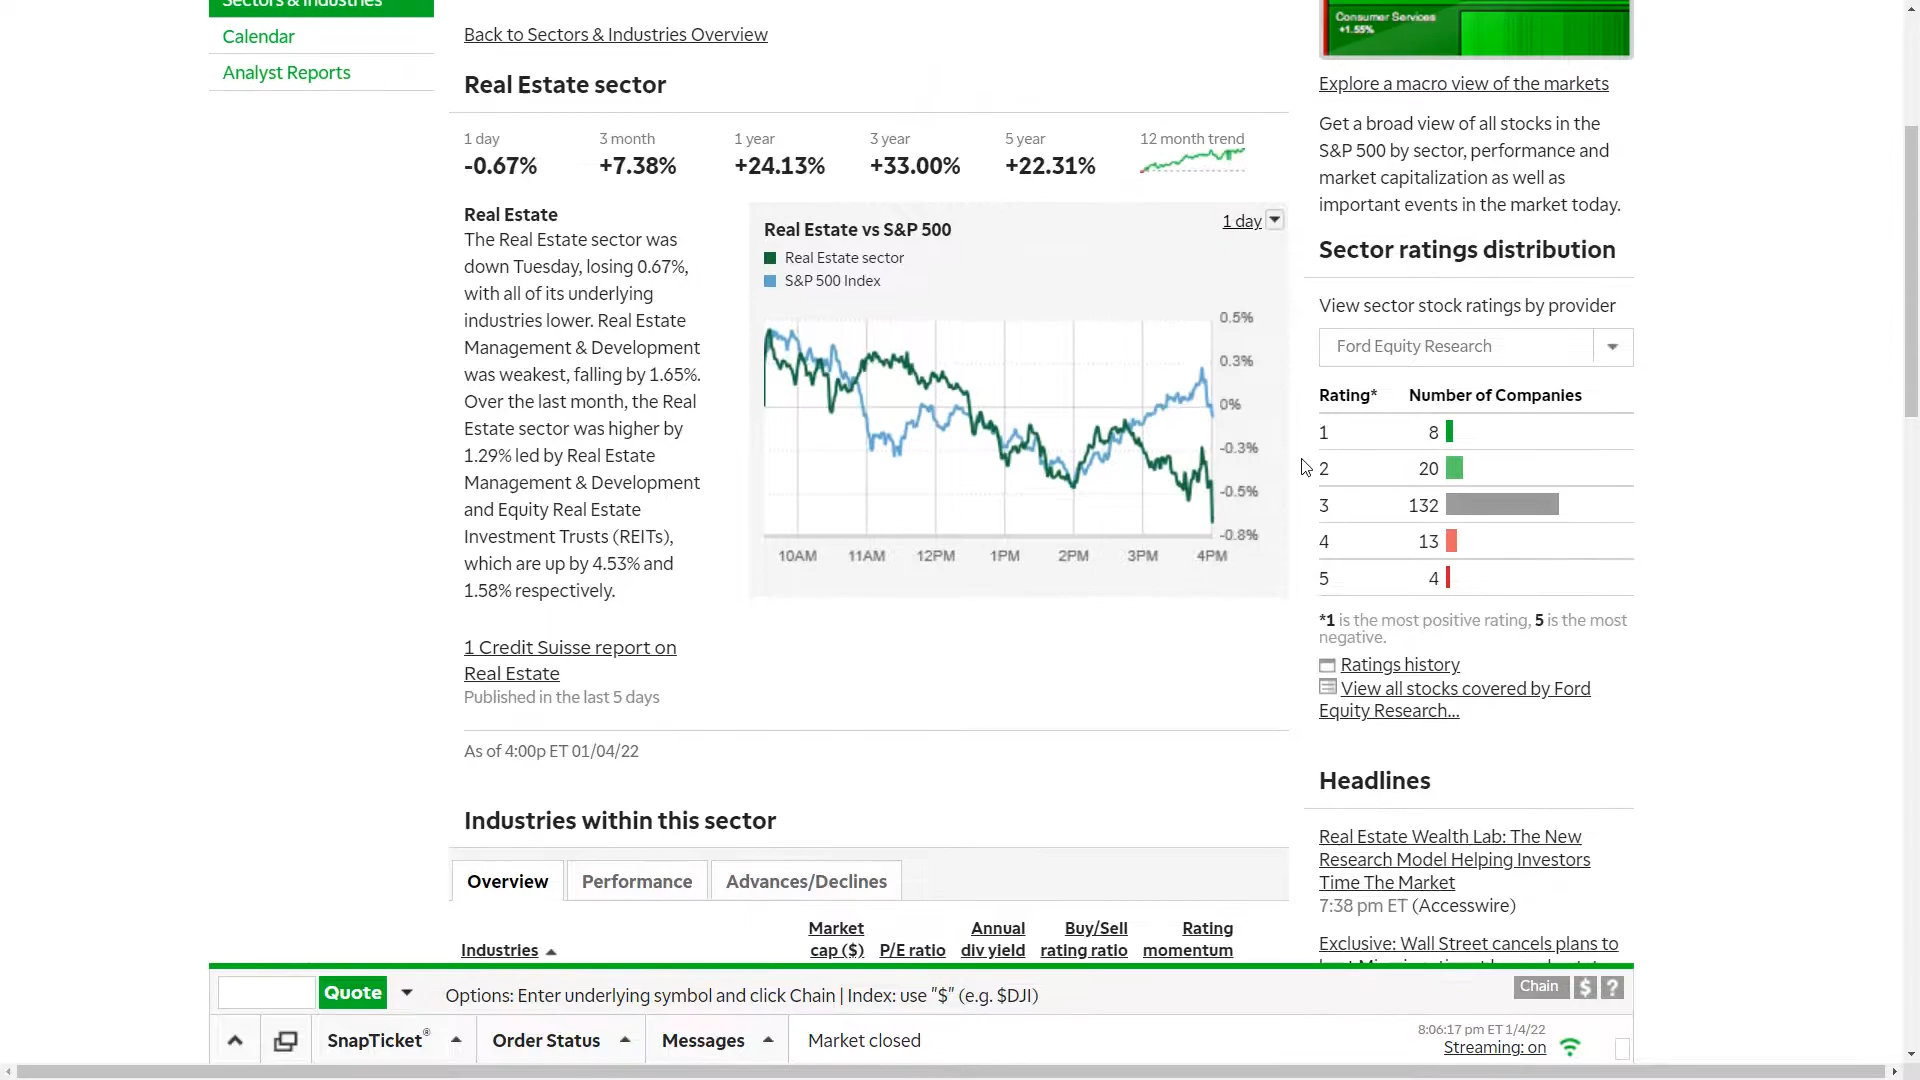 Sectors & Industries
Calendar
Analyst Reports
Back to Sectors & Industries Overview
Real Estate sector
1 day
-0.67%
3 month
+7.38%
1 year
+24.13%
3 year
+33.00%
5 year
+22.31%
12 month trend
Real Estate
The Real Estate sector was
down Tuesday, losing 0.67%,
with all of its underlying
industries lower. Real Estate
Management & Development
was weakest, falling by 1.65%.
Over the last month, the Real
Estate sector was higher by
1.29% led by Real Estate
Management & Development
and Equity Real Estate
Investment Trusts (REITs),
which are up by 4.53% and
1.58% respectively.
1 Credit Suisse report on
Real Estate
Published in the last 5 days
As of 4:00p ET 01/04/22
Real Estate vs S&P 500
1 day
Real Estate sector
S&P 500 Index
0.5%
0.3%
0%
-0.3%
-0.5%
-0.8%
10AM 11AM 12PM 1PM 2PM 3PM 4PM
Industries within this sector
Overview
Performance
Advances/Declines
Industries
Market
cap ($)
P/E ratio
Annual
div yield
Buy/Sell
rating ratio
Rating
momentum
Consumer Services
+1.55%
Explore a macro view of the markets
Get a broad view of all stocks in the
S&P 500 by sector, performance and
market capitalization as well as
important events in the market today.
Sector ratings distribution
View sector stock ratings by provider
Ford Equity Research
Rating* Number of Companies
1 8
2 20
3 132
4 13
5 4
*1 is the most positive rating, 5 is the most
negative.
Ratings history
View all stocks covered by Ford
Equity Research...
Headlines
Real Estate Wealth Lab: The New
Research Model Helping Investors
Time The Market
7:38 pm ET (Accesswire)
Exclusive: Wall Street cancels plans to
Quote
Options: Enter underlying symbol and click Chain | Index: use "$" (e.g. $DJI)
Chain $ ?
SnapTicket®
Order Status
Messages
Market closed
8:06:17 pm ET 1/4/22
Streaming: on